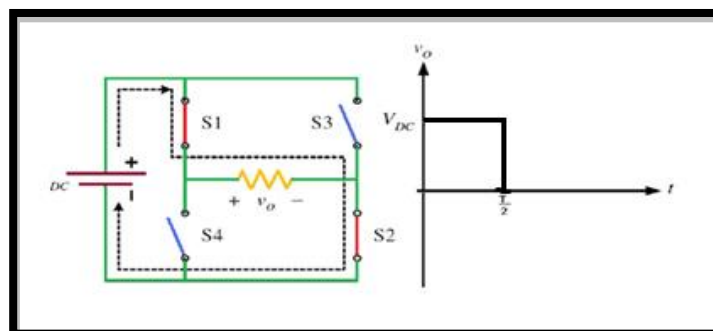 S1
S3
DC
+
−
+ v_o −
S4
S2
v_o
V_DC
T/2
t